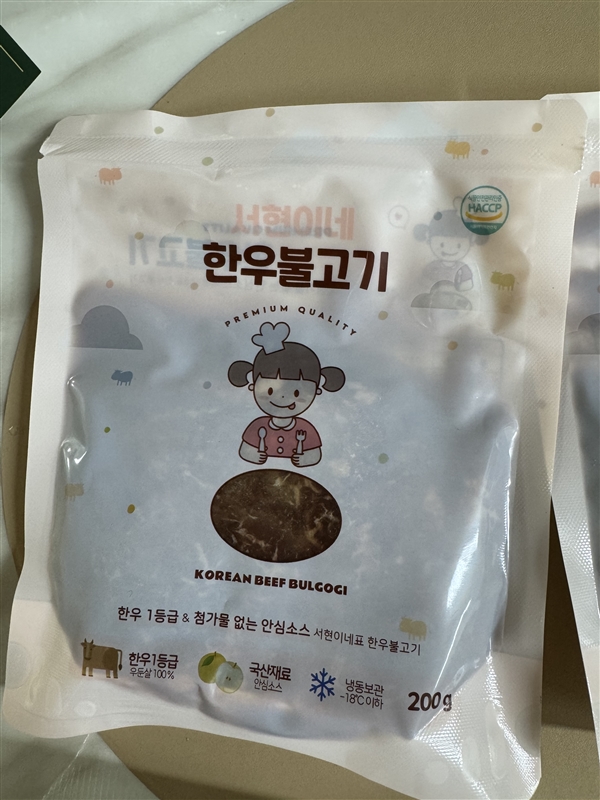 서현이네
HACCP
한우불고기
PREMIUM QUALITY
KOREAN BEEF BULGOGI
한우 1등급 & 첨가물 없는 안심소스 서현이네표 한우불고기
한우1등급
우둔살 100%
국산재료
안심소스
냉동보관
-18℃ 이하
200g